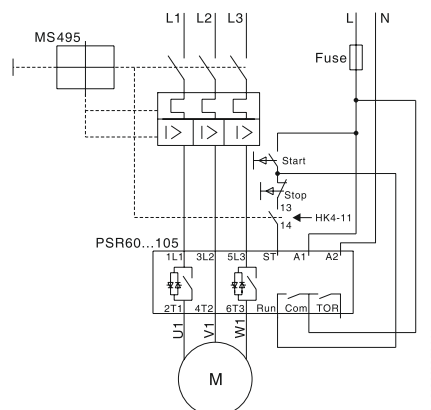 L1 L2 L3 L N
MS495
Fuse
Start
Stop
13
HK4-11
14
PSR60...105
1L1 3L2 5L3 ST A1 A2
2T1 4T2 6T3 Run Com TOR
U1 V1 W1
M